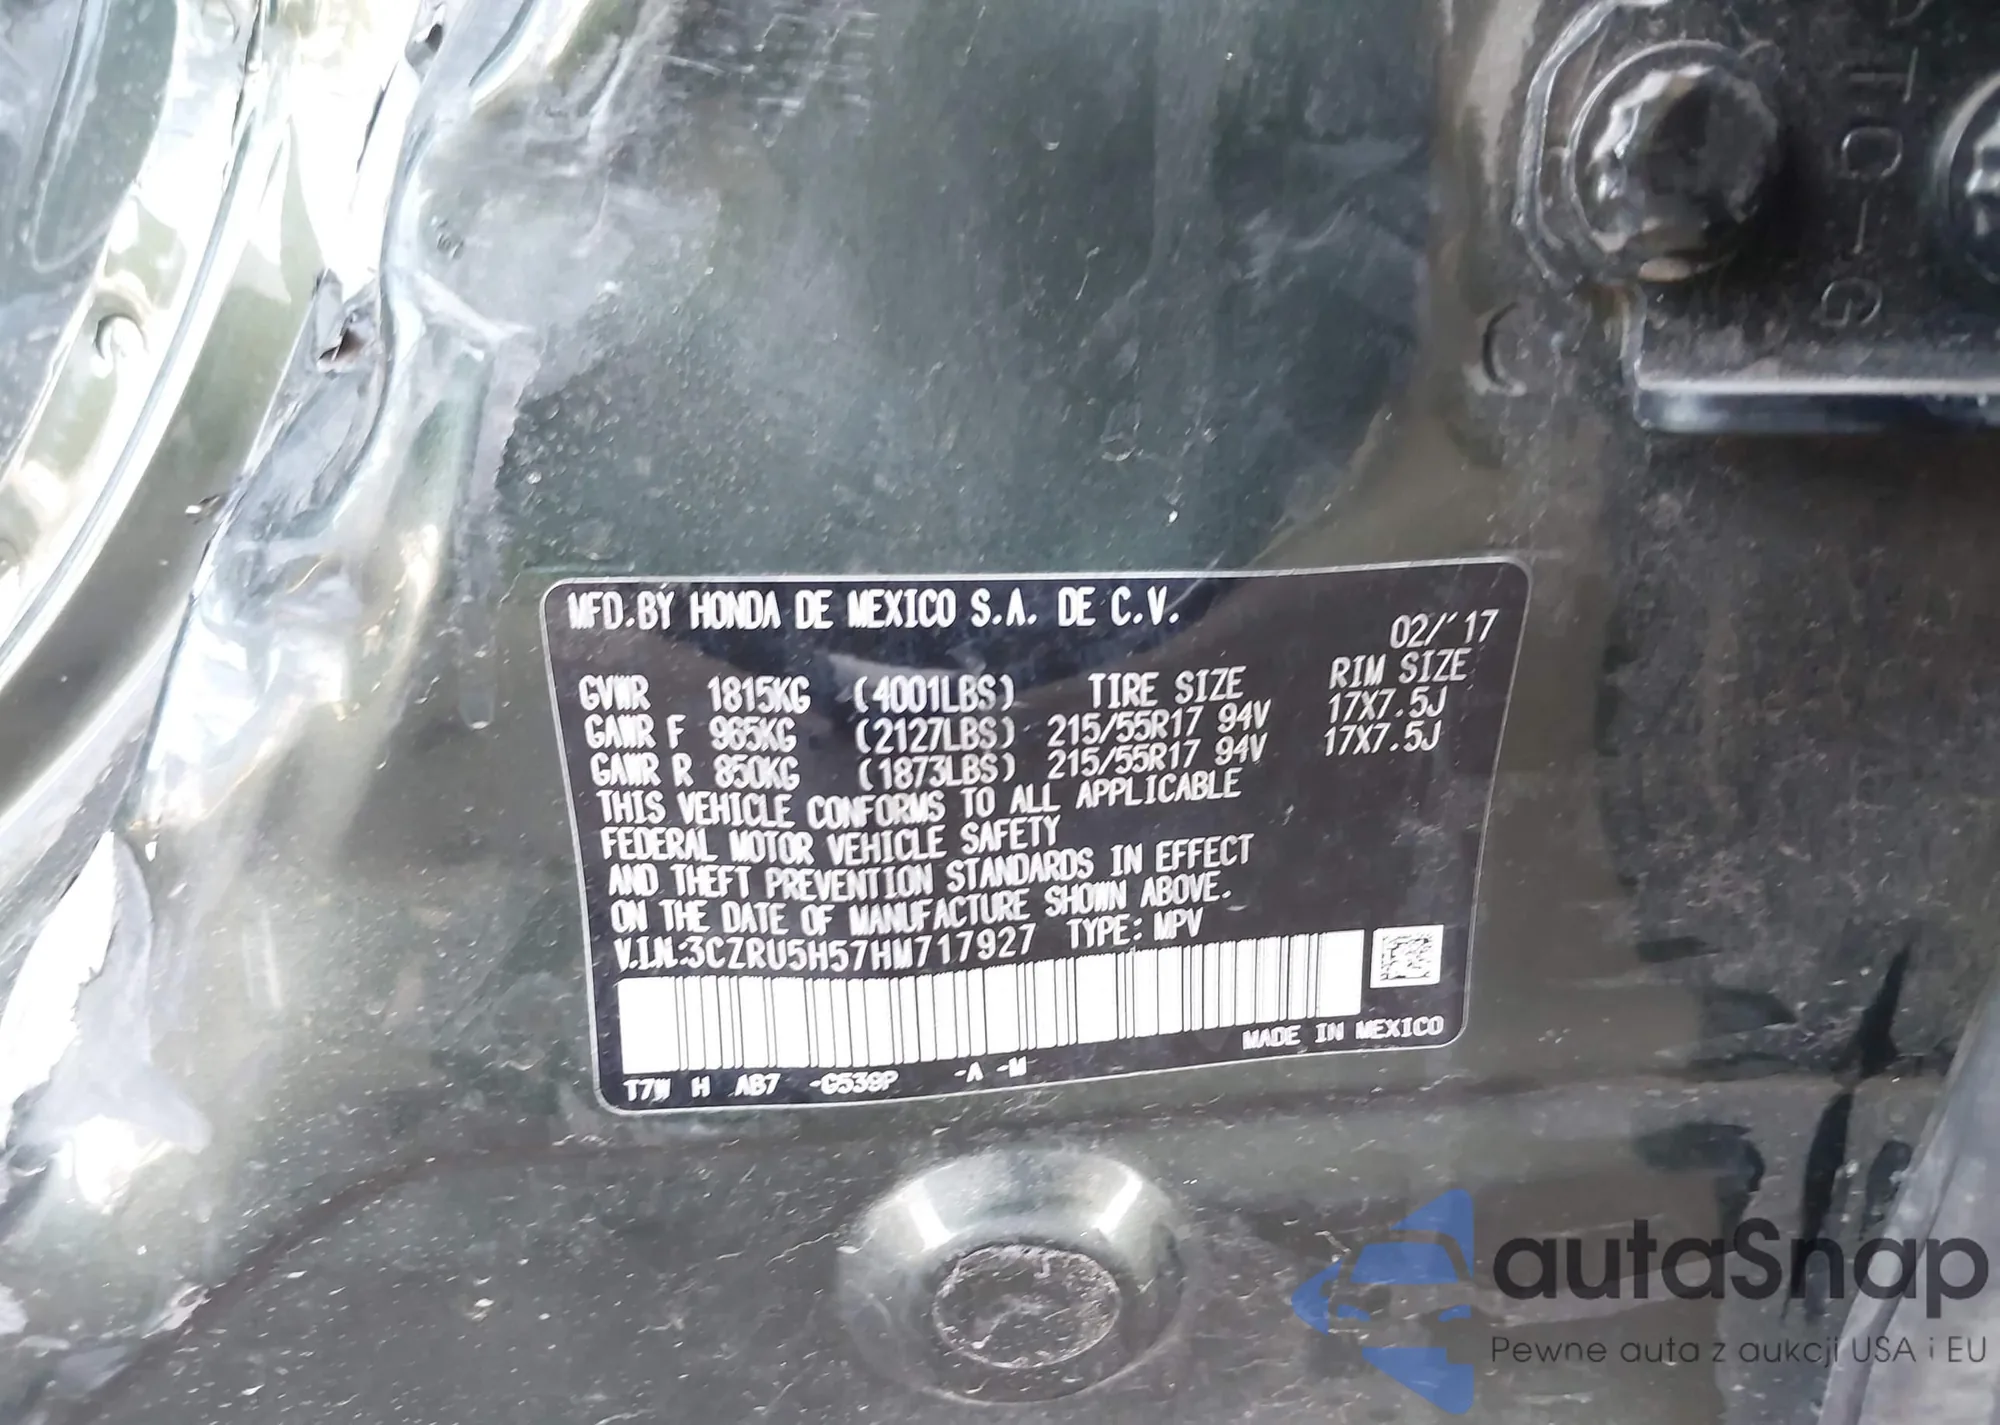 MFD.BY HONDA DE MEXICO S.A. DE C.V.
02/'17
GVWR 1815KG (4001LBS) TIRE SIZE RIM SIZE
GAWR F 965KG (2127LBS) 215/55R17 94V 17X7.5J
GAWR R 850KG (1873LBS) 215/55R17 94V 17X7.5J
THIS VEHICLE CONFORMS TO ALL APPLICABLE
FEDERAL MOTOR VEHICLE SAFETY
AND THEFT PREVENTION STANDARDS IN EFFECT
ON THE DATE OF MANUFACTURE SHOWN ABOVE.
V.I.N.:3CZRU5H57HM717927 TYPE: MPV
MADE IN MEXICO
T7W H AB7 -G539P -A -M
autaSnap
Pewne auta z aukcji USA i EU